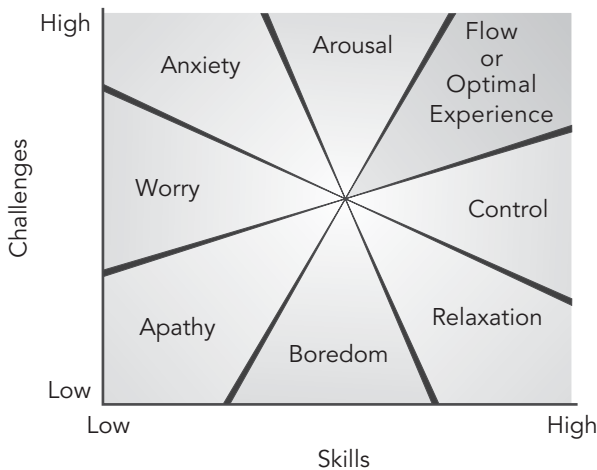 High
Flow
or
Optimal
Experience
Arousal
Anxiety
Worry
Control
Challenges
Apathy
Relaxation
Boredom
Low
Low
High
Skills